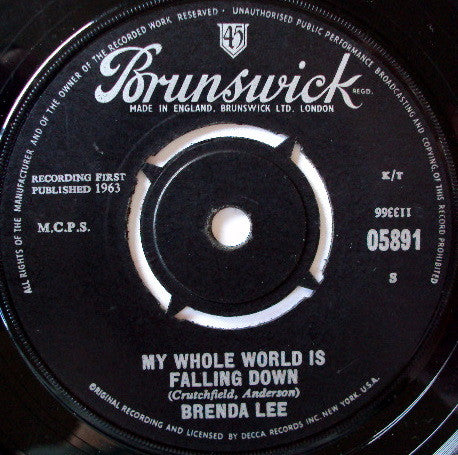 ALL RIGHTS OF THE MANUFACTURER AND OF THE OWNER OF THE RECORDED WORK RESERVED · UNAUTHORISED PUBLIC PERFORMANCE BROADCASTING AND COPYING OF THIS RECORD PROHIBITED
45
Brunswick
REGD.
MADE IN ENGLAND, BRUNSWICK LTD. LONDON
RECORDING FIRST
PUBLISHED 1963
K/T
M.C.P.S.
11336
05891
S
MY WHOLE WORLD IS
FALLING DOWN
(Crutchfield, Anderson)
BRENDA LEE
©ORIGINAL RECORDING AND LICENSED BY DECCA RECORDS INC. NEW YORK, U.S.A.